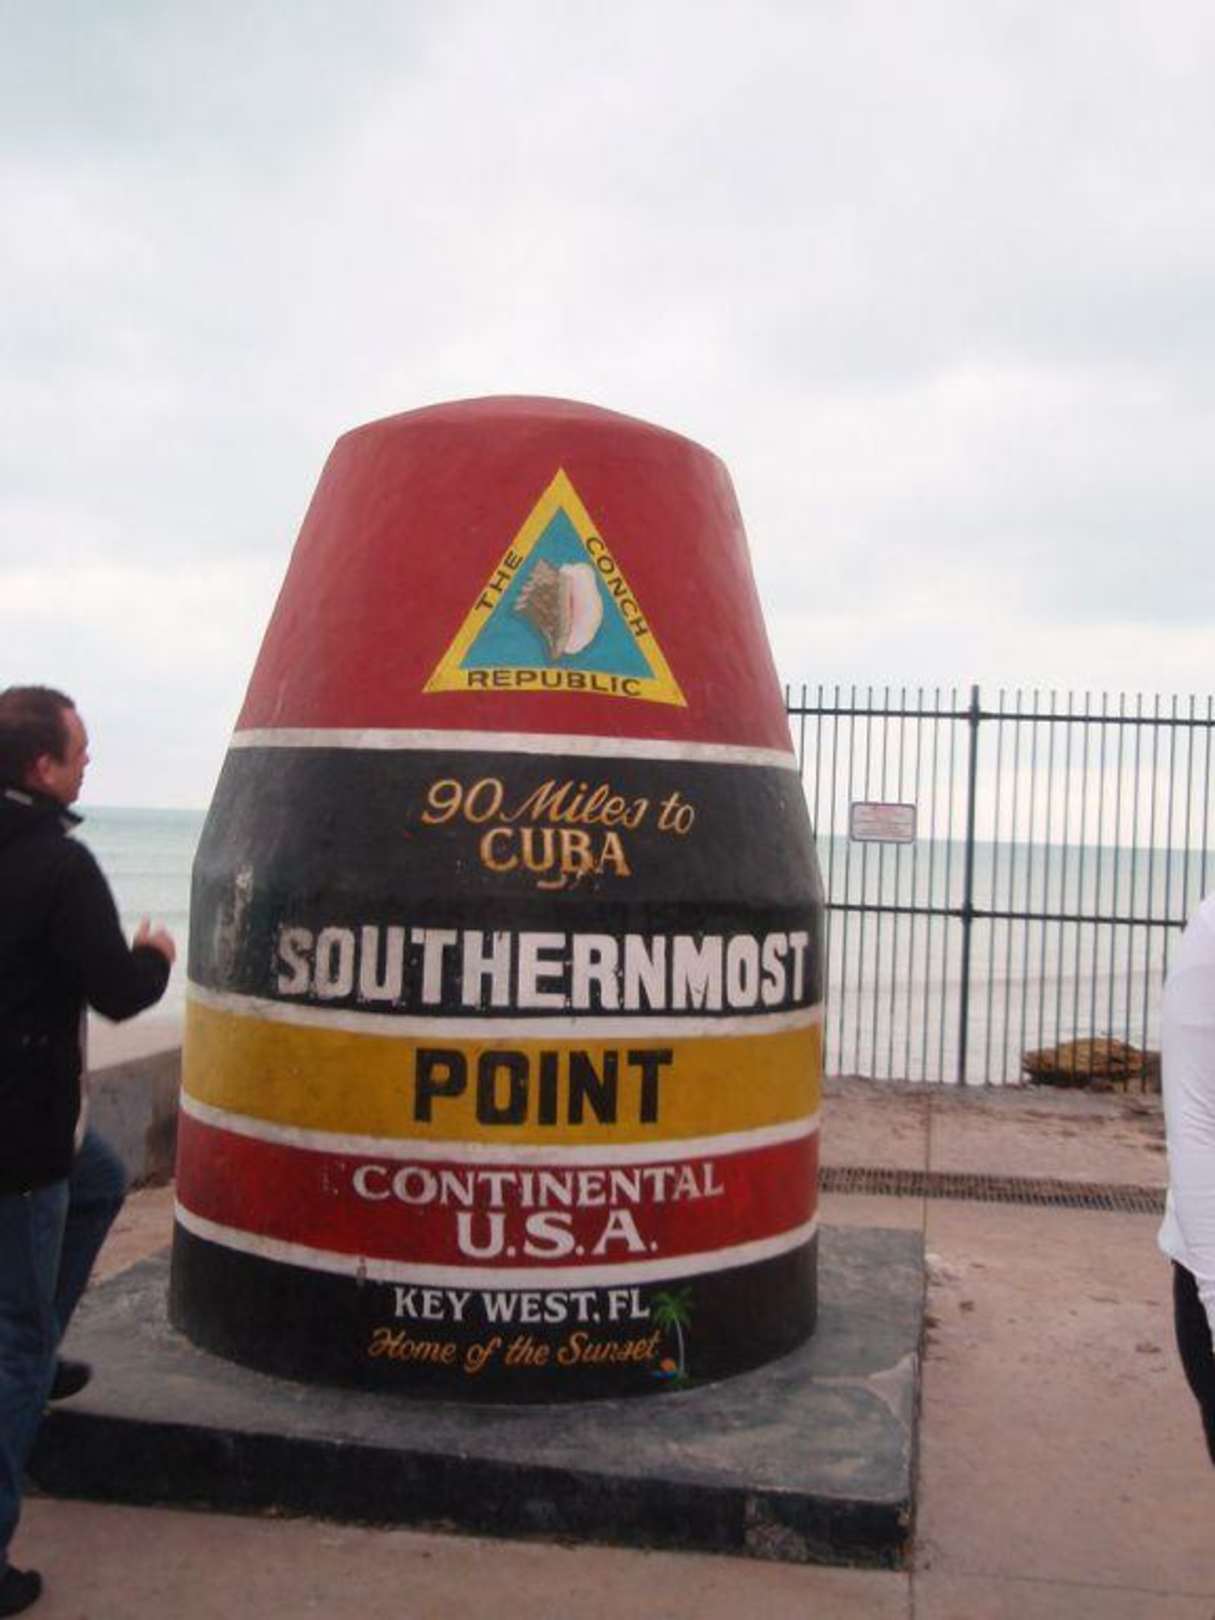 THE CONCH
REPUBLIC
90 Miles to
CUBA
SOUTHERNMOST
POINT
CONTINENTAL
U.S.A.
KEY WEST, FL
Home of the Sunset